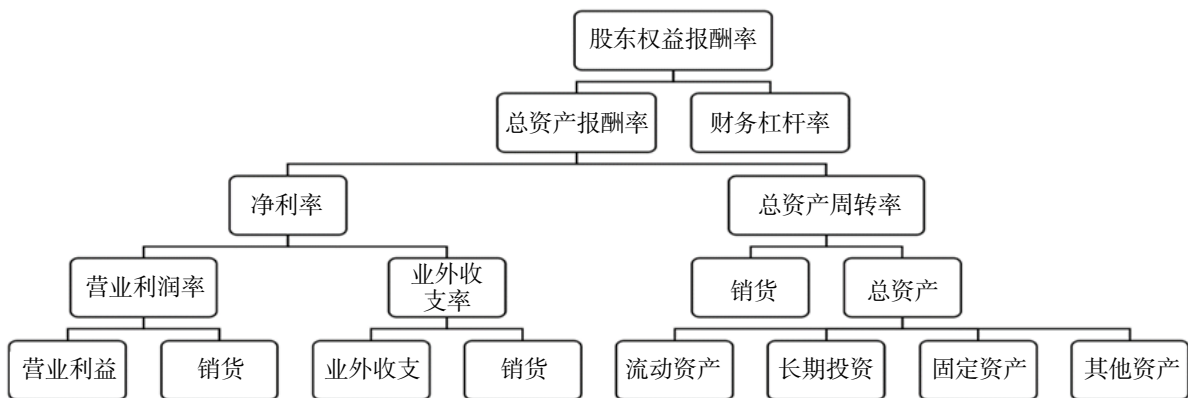 股东权益报酬率
总资产报酬率
财务杠杆率
净利率
总资产周转率
营业利润率
业外收
支率
销货
总资产
营业利益
销货
业外收支
销货
流动资产
长期投资
固定资产
其他资产